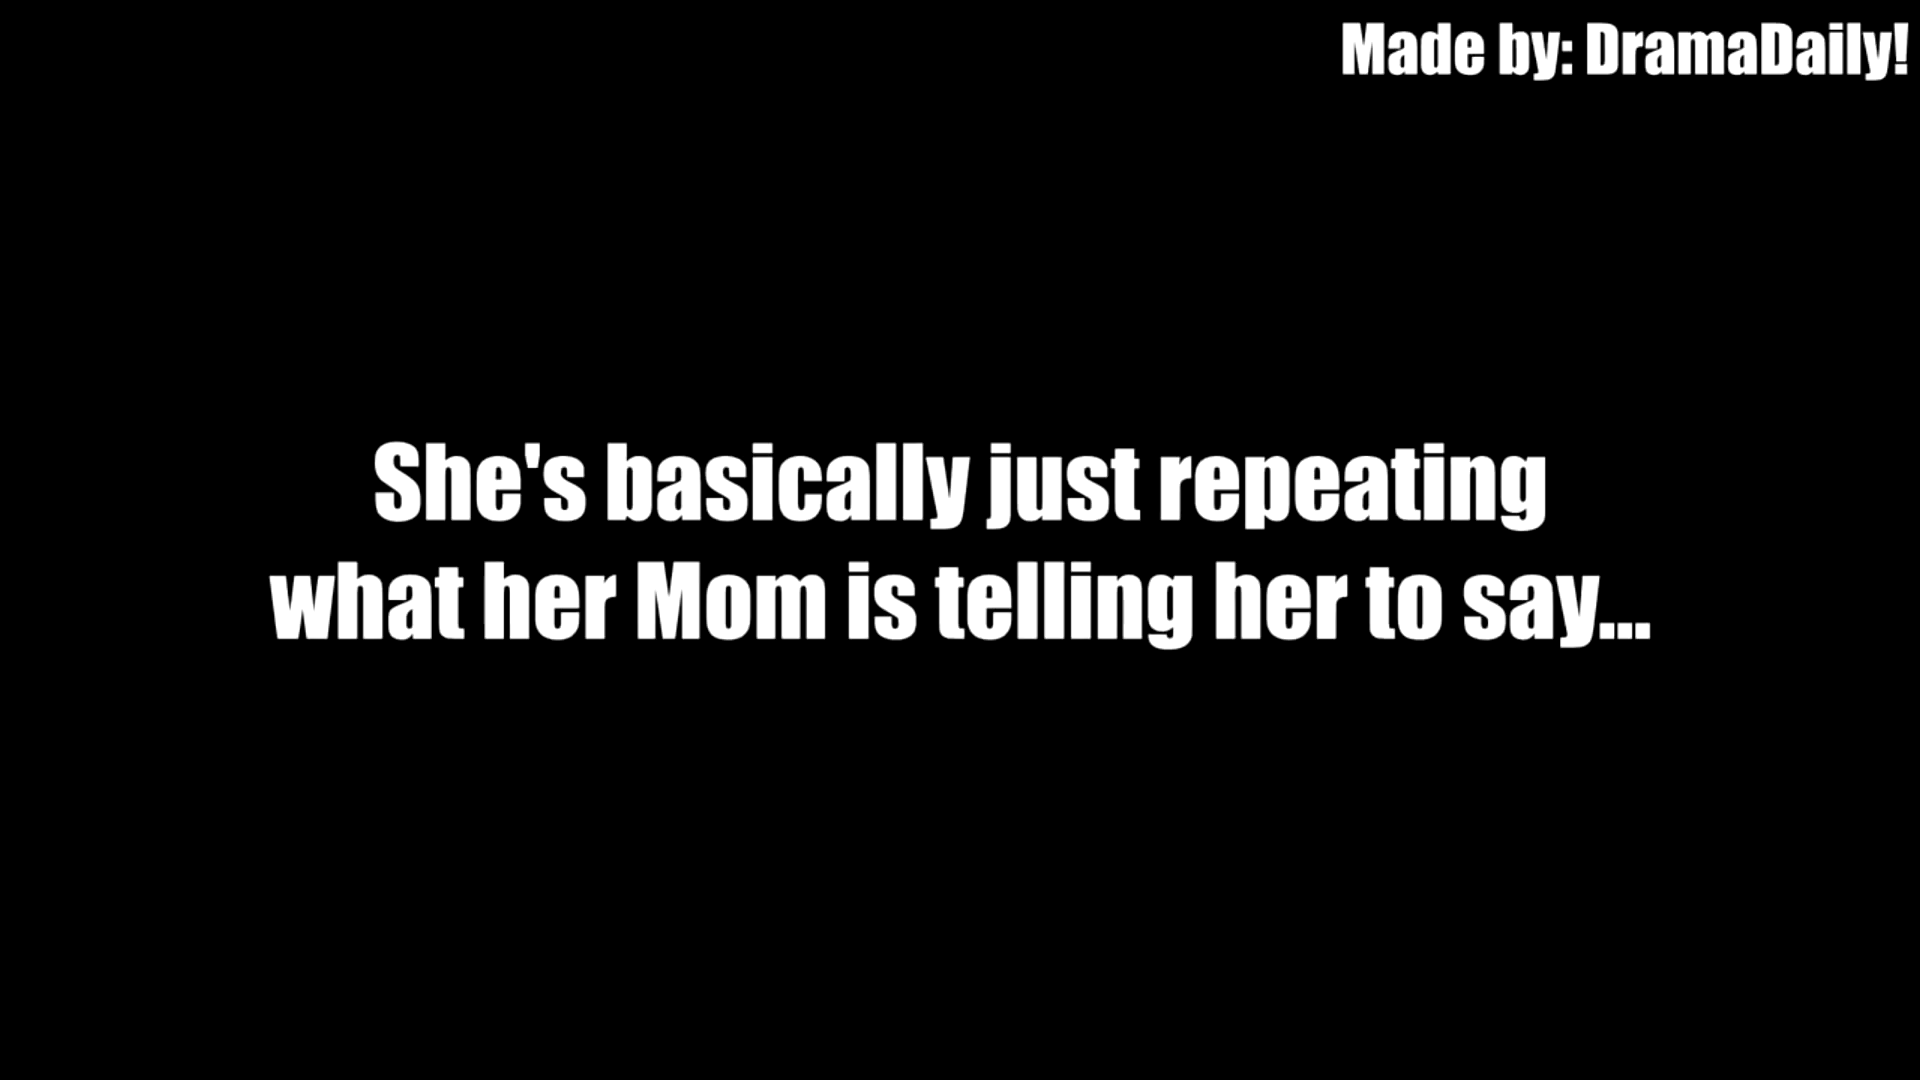 Made by: DramaDaily!
She's basically just repeating
what her Mom is telling her to say...